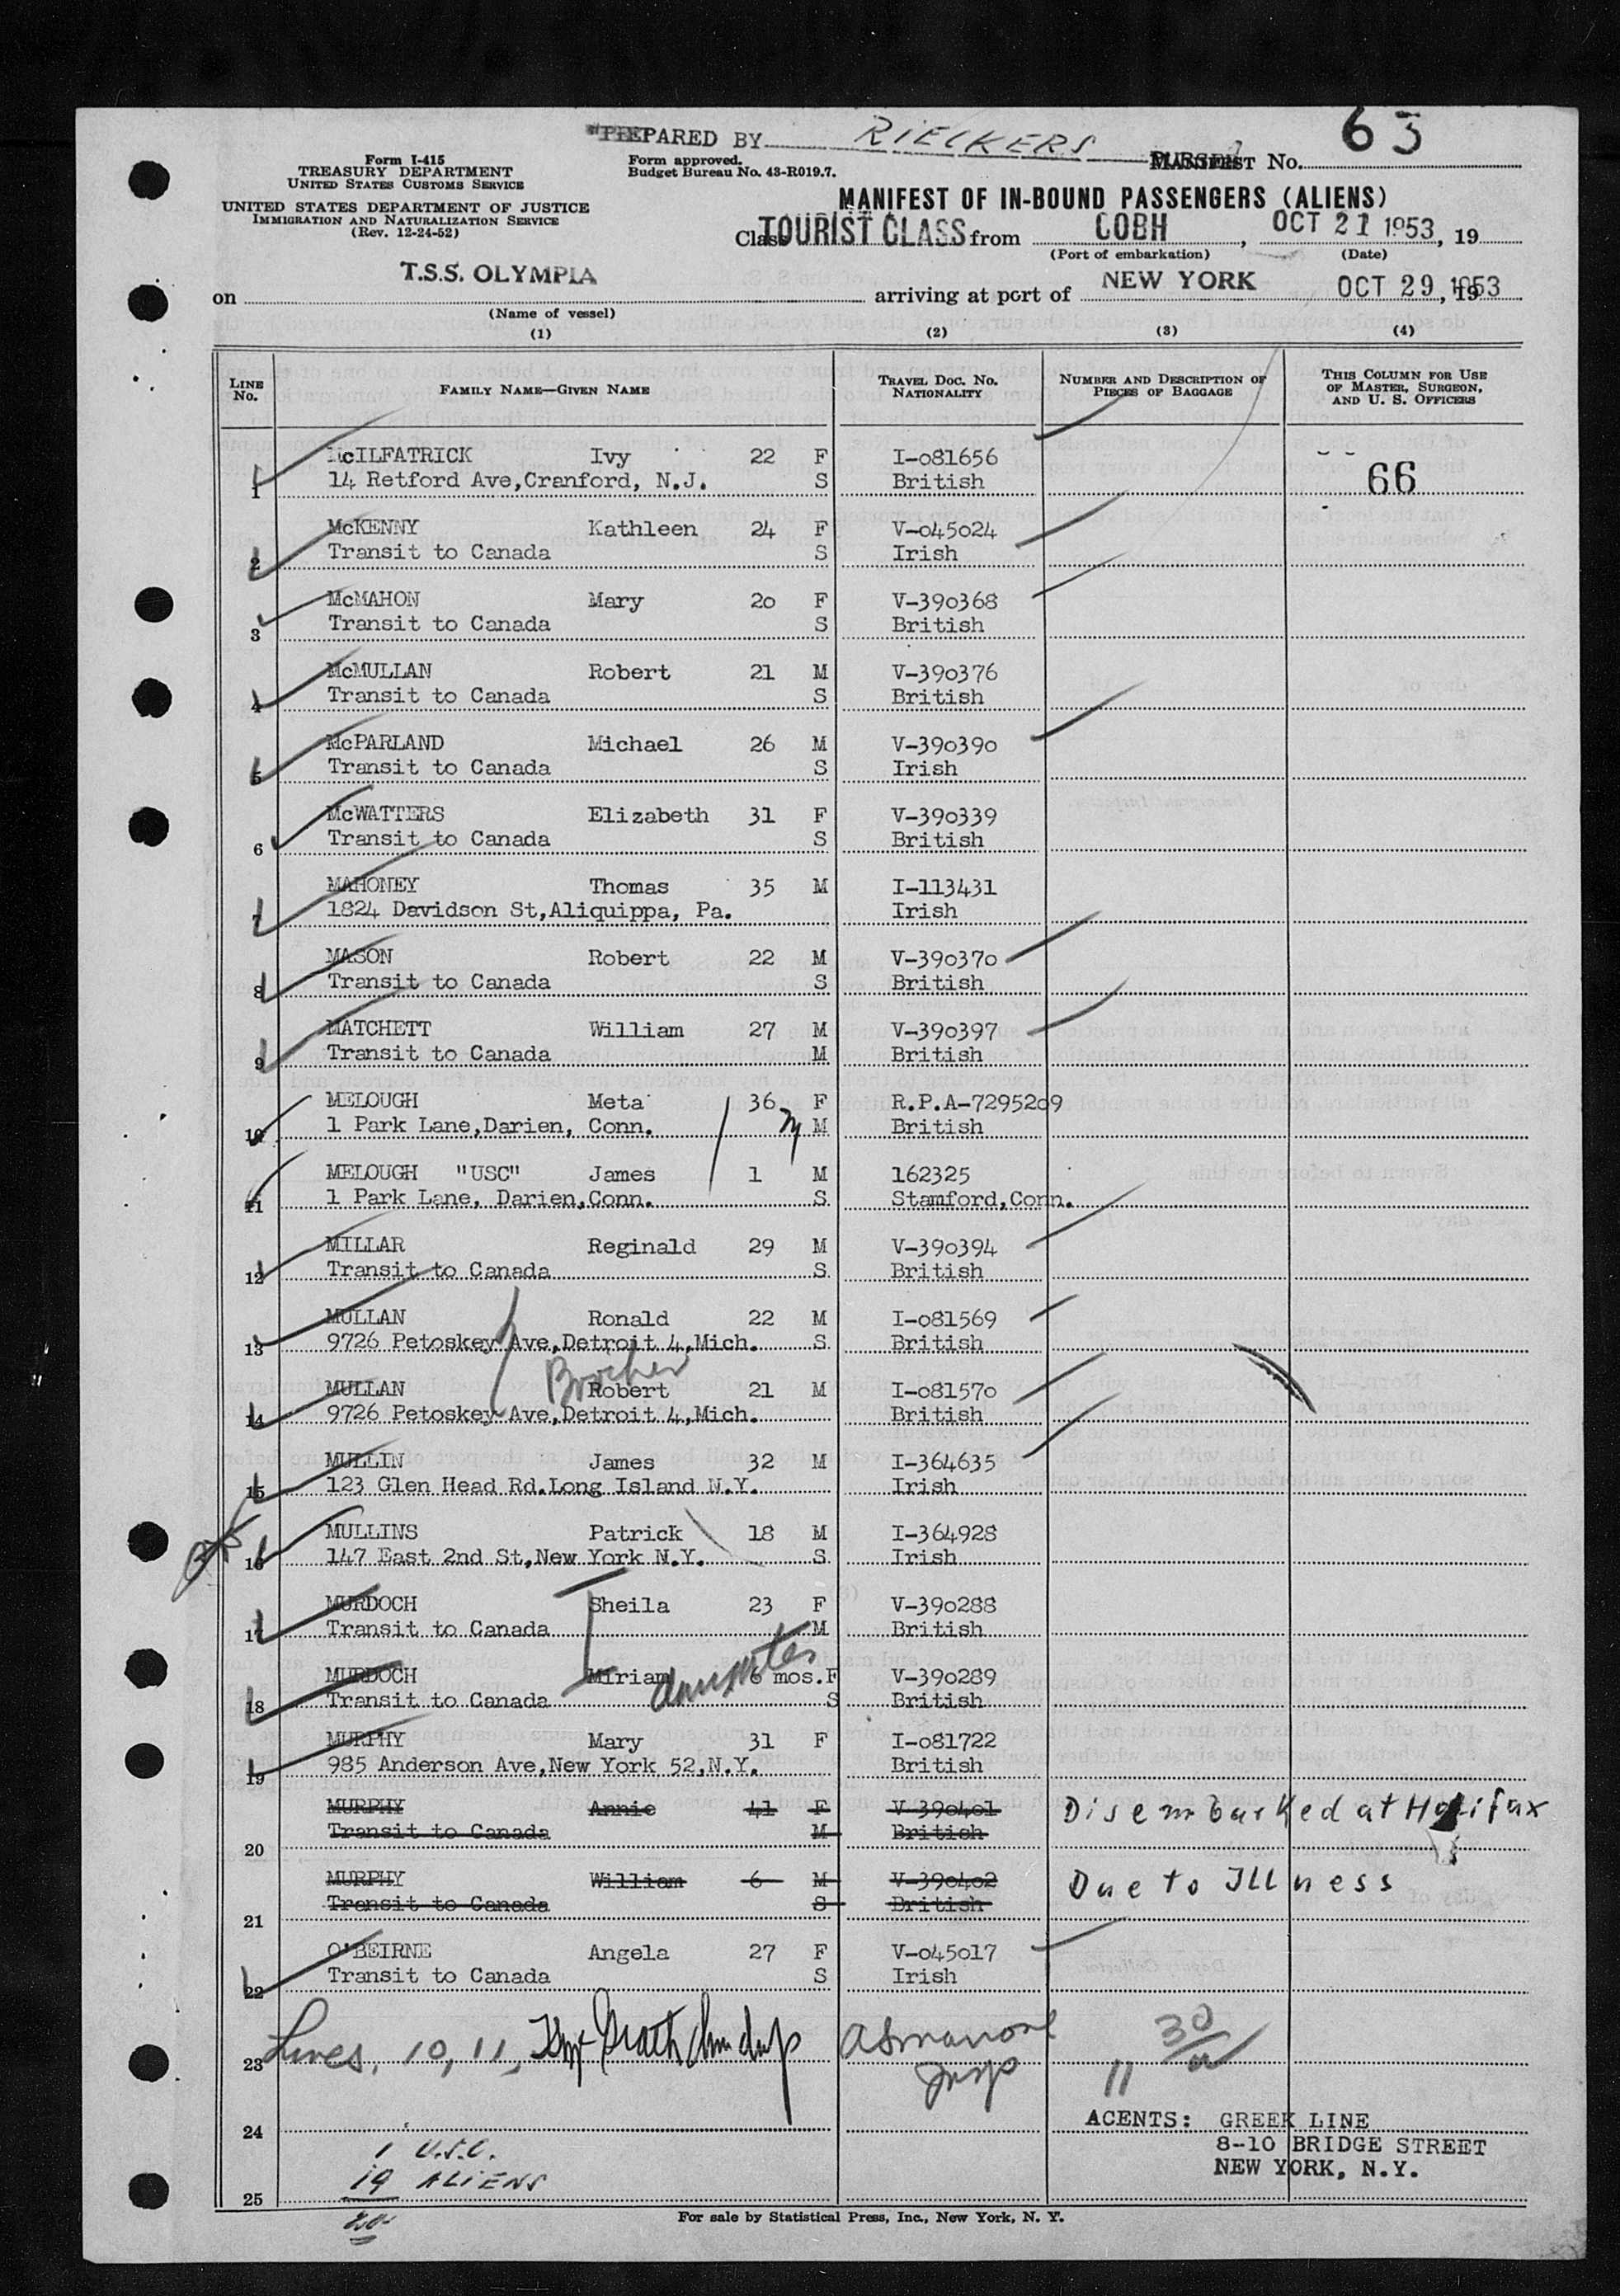 PREPARED BY RIECKERS
63
Form I-415
TREASURY DEPARTMENT
UNITED STATES CUSTOMS SERVICE
Form approved.
Budget Bureau No. 43-R019.7.
MANIFEST No.
UNITED STATES DEPARTMENT OF JUSTICE
IMMIGRATION AND NATURALIZATION SERVICE
(Rev. 12-24-52)
MANIFEST OF IN-BOUND PASSENGERS (ALIENS)
Class TOURIST CLASS from COBH, OCT 21 1953, 19
(Port of embarkation) (Date)
on T.S.S. OLYMPIA arriving at port of NEW YORK OCT 29, 1953
(Name of vessel)
(1) (2) (3) (4)
LINE No. FAMILY NAME—GIVEN NAME TRAVEL DOC. No. NATIONALITY NUMBER AND DESCRIPTION OF PIECES OF BAGGAGE THIS COLUMN FOR USE OF MASTER, SURGEON, AND U. S. OFFICERS
McILFATRICK Ivy 22 F I-081656
1 14 Retford Ave,Cranford, N.J. S British 66
McKENNY Kathleen 24 F V-045024
2 Transit to Canada S Irish
McMAHON Mary 20 F V-390368
3 Transit to Canada S British
McMULLAN Robert 21 M V-390376
4 Transit to Canada S British
McPARLAND Michael 26 M V-390390
5 Transit to Canada S Irish
McWATTERS Elizabeth 31 F V-390339
6 Transit to Canada S British
MAHONEY Thomas 35 M I-113431
7 1824 Davidson St,Aliquippa, Pa. Irish
MASON Robert 22 M V-390370
8 Transit to Canada S British
MATCHETT William 27 M V-390397
9 Transit to Canada M British
MELOUGH Meta 36 F R.P.A-7295209
10 1 Park Lane,Darien, Conn. M British
MELOUGH "USC" James 1 M 162325
11 1 Park Lane, Darien,Conn. S Stamford,Conn.
MILLAR Reginald 29 M V-390394
12 Transit to Canada S British
MULLAN Ronald 22 M I-081569
13 9726 Petoskey Ave,Detroit 4,Mich. S British
Brother
MULLAN Robert 21 M I-081570
14 9726 Petoskey Ave,Detroit 4,Mich. British
MULLIN James 32 M I-364635
15 123 Glen Head Rd.Long Island N.Y. Irish
MULLINS Patrick 18 M I-364928
16 147 East 2nd St,New York N.Y. S Irish
MURDOCH Sheila 23 F V-390288
17 Transit to Canada M British
daughter
MURDOCH Miriam 6 mos.F V-390289
18 Transit to Canada S British
MURPHY Mary 31 F I-081722
19 985 Anderson Ave,New York 52,N.Y. British
MURPHY Annie 41 F V-390401 Disembarked at Halifax
20 Transit to Canada M British
MURPHY William 6 M V-390402 Due to Illness
21 Transit to Canada S British
O'BEIRNE Angela 27 F V-045017
22 Transit to Canada S Irish
23 Lines, 10, 11, 30
Insp 11
24 AGENTS: GREEK LINE
8-10 BRIDGE STREET
NEW YORK, N.Y.
1 U.S.C.
19 ALIENS
25
20
For sale by Statistical Press, Inc., New York, N. Y.